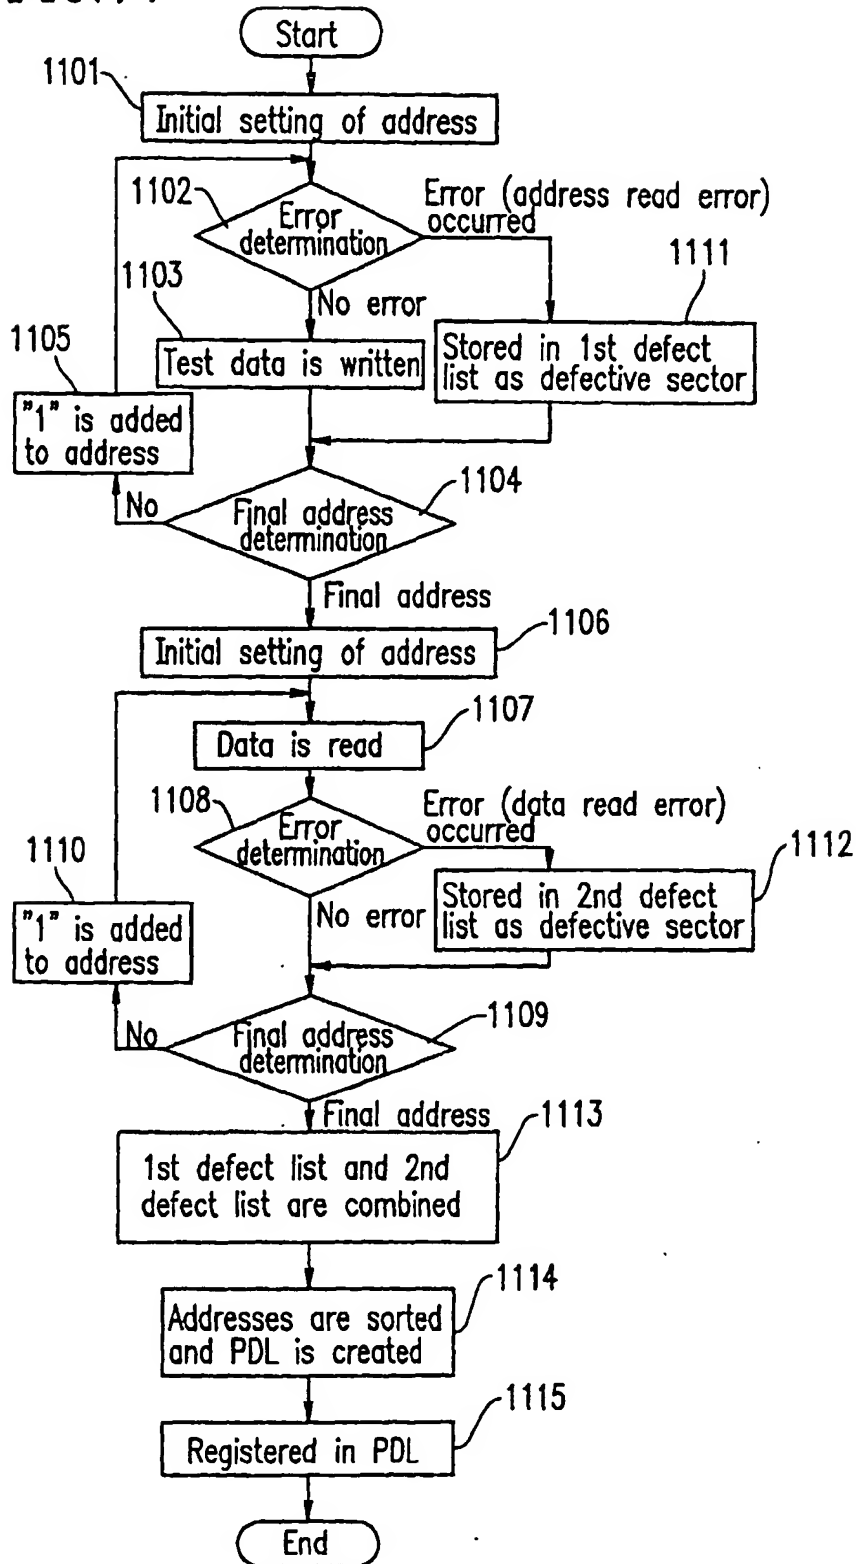 Start
1101
Initial setting of address
1102
Error
determination
Error (address read error)
occurred
1103
No error
1111
1105
Test data is written
Stored in 1st defect
list as defective sector
"1" is added
to address
1104
No
Final address
determination
Final address
1106
Initial setting of address
1107
Data is read
1108
Error
determination
Error (data read error)
occurred
1110
1112
No error
Stored in 2nd defect
list as defective sector
"1" is added
to address
1109
No
Final address
determination
Final address
1113
1st defect list and 2nd
defect list are combined
1114
Addresses are sorted
and PDL is created
1115
Registered in PDL
End